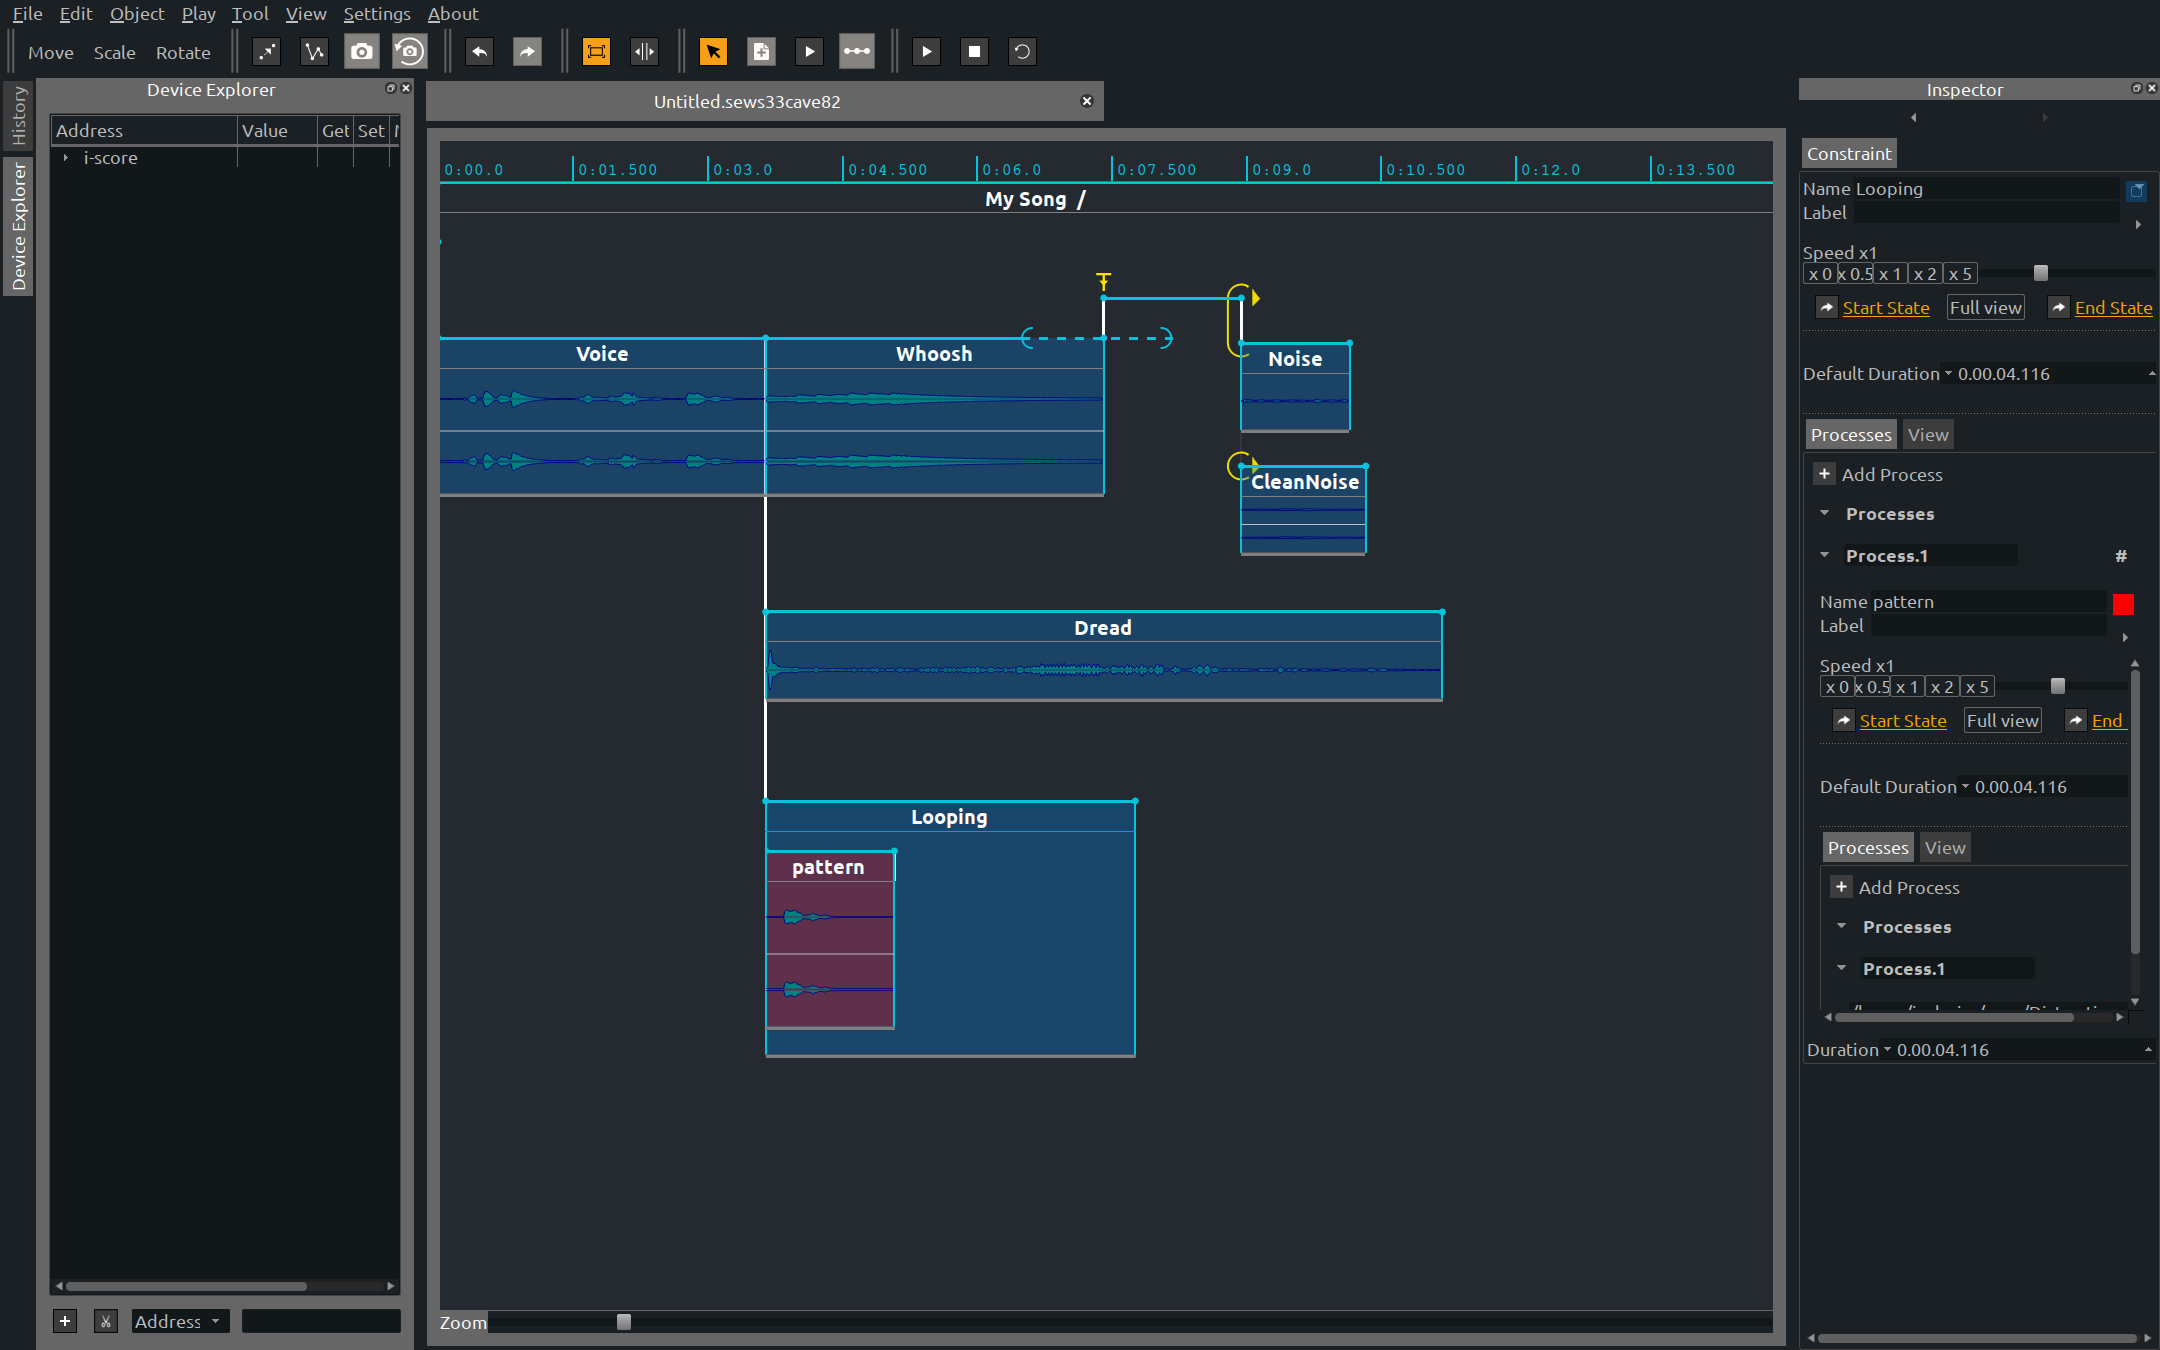 File Edit Object Play Tool View Settings About
Move Scale Rotate
History
Device Explorer
Device Explorer
Address Value Get Set
i-score
Address
Untitled.sews33cave82
0:00.0 0:01.500 0:03.0 0:04.500 0:06.0 0:07.500 0:09.0 0:10.500 0:12.0 0:13.500
My Song /
Voice
Whoosh
Noise
CleanNoise
Dread
Looping
pattern
Zoom
Inspector
Constraint
Name Looping
Label
Speed x1
x 0 x 0.5 x 1 x 2 x 5
Start State Full view End State
Default Duration 0.00.04.116
Processes View
+ Add Process
Processes
Process.1 #
Name pattern
Label
Speed x1
x 0 x 0.5 x 1 x 2 x 5
Start State Full view End
Default Duration 0.00.04.116
Processes View
+ Add Process
Processes
Process.1
Duration 0.00.04.116